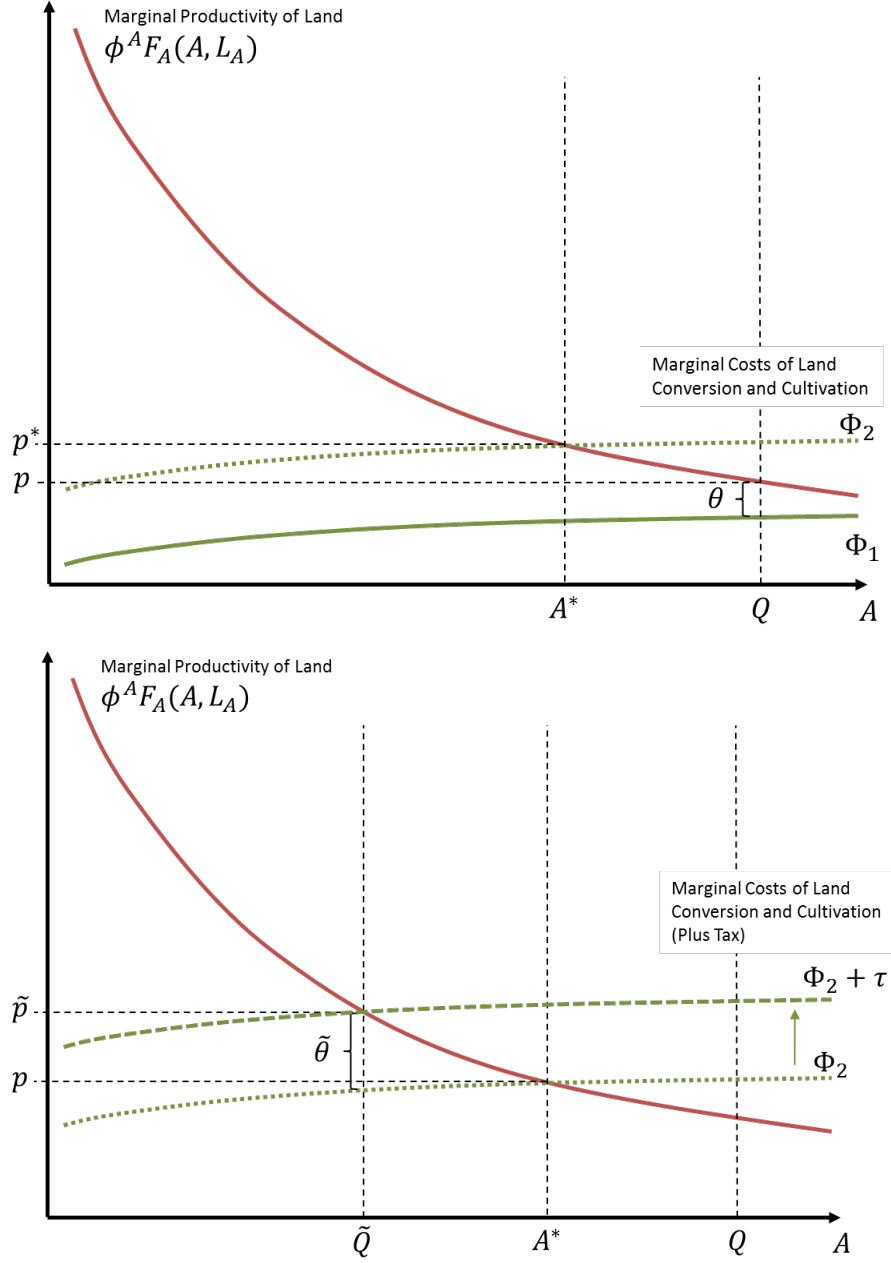 Marginal Productivity of Land
ϕ^A F_A(A, L_A)
Marginal Costs of Land
Conversion and Cultivation
p*
Φ₂
p
θ
Φ₁
A*
Q
A
Marginal Productivity of Land
ϕ^A F_A(A, L_A)
Marginal Costs of Land
Conversion and Cultivation
(Plus Tax)
Φ₂ + τ
p̃
θ̃
Φ₂
p
Q̃
A*
Q
A